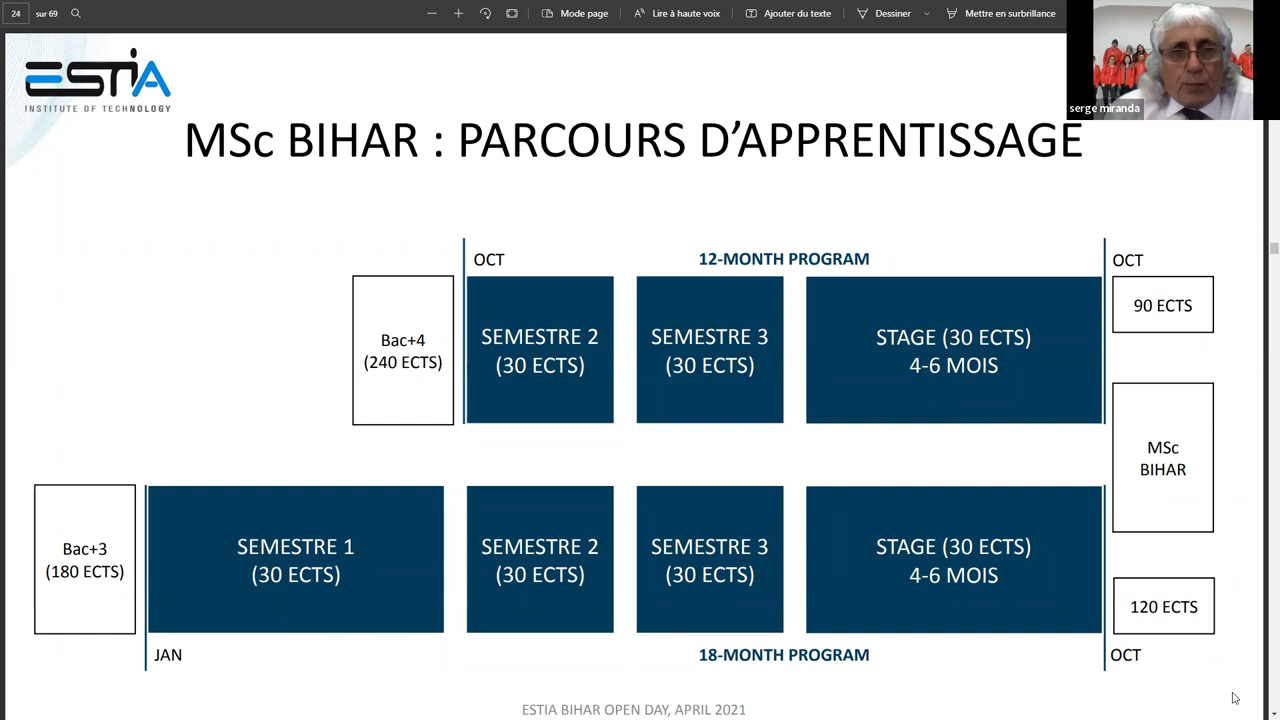 24 sur 69 Mode page Lire à haute voix Ajouter du texte Dessiner Mettre en surbrillance
serge miranda
ESTIA
INSTITUTE OF TECHNOLOGY
MSc BIHAR : PARCOURS D’APPRENTISSAGE
OCT
12-MONTH PROGRAM
OCT
Bac+4
(240 ECTS)
SEMESTRE 2
(30 ECTS)
SEMESTRE 3
(30 ECTS)
STAGE (30 ECTS)
4-6 MOIS
90 ECTS
MSc
BIHAR
Bac+3
(180 ECTS)
SEMESTRE 1
(30 ECTS)
SEMESTRE 2
(30 ECTS)
SEMESTRE 3
(30 ECTS)
STAGE (30 ECTS)
4-6 MOIS
120 ECTS
JAN
18-MONTH PROGRAM
OCT
ESTIA BIHAR OPEN DAY, APRIL 2021